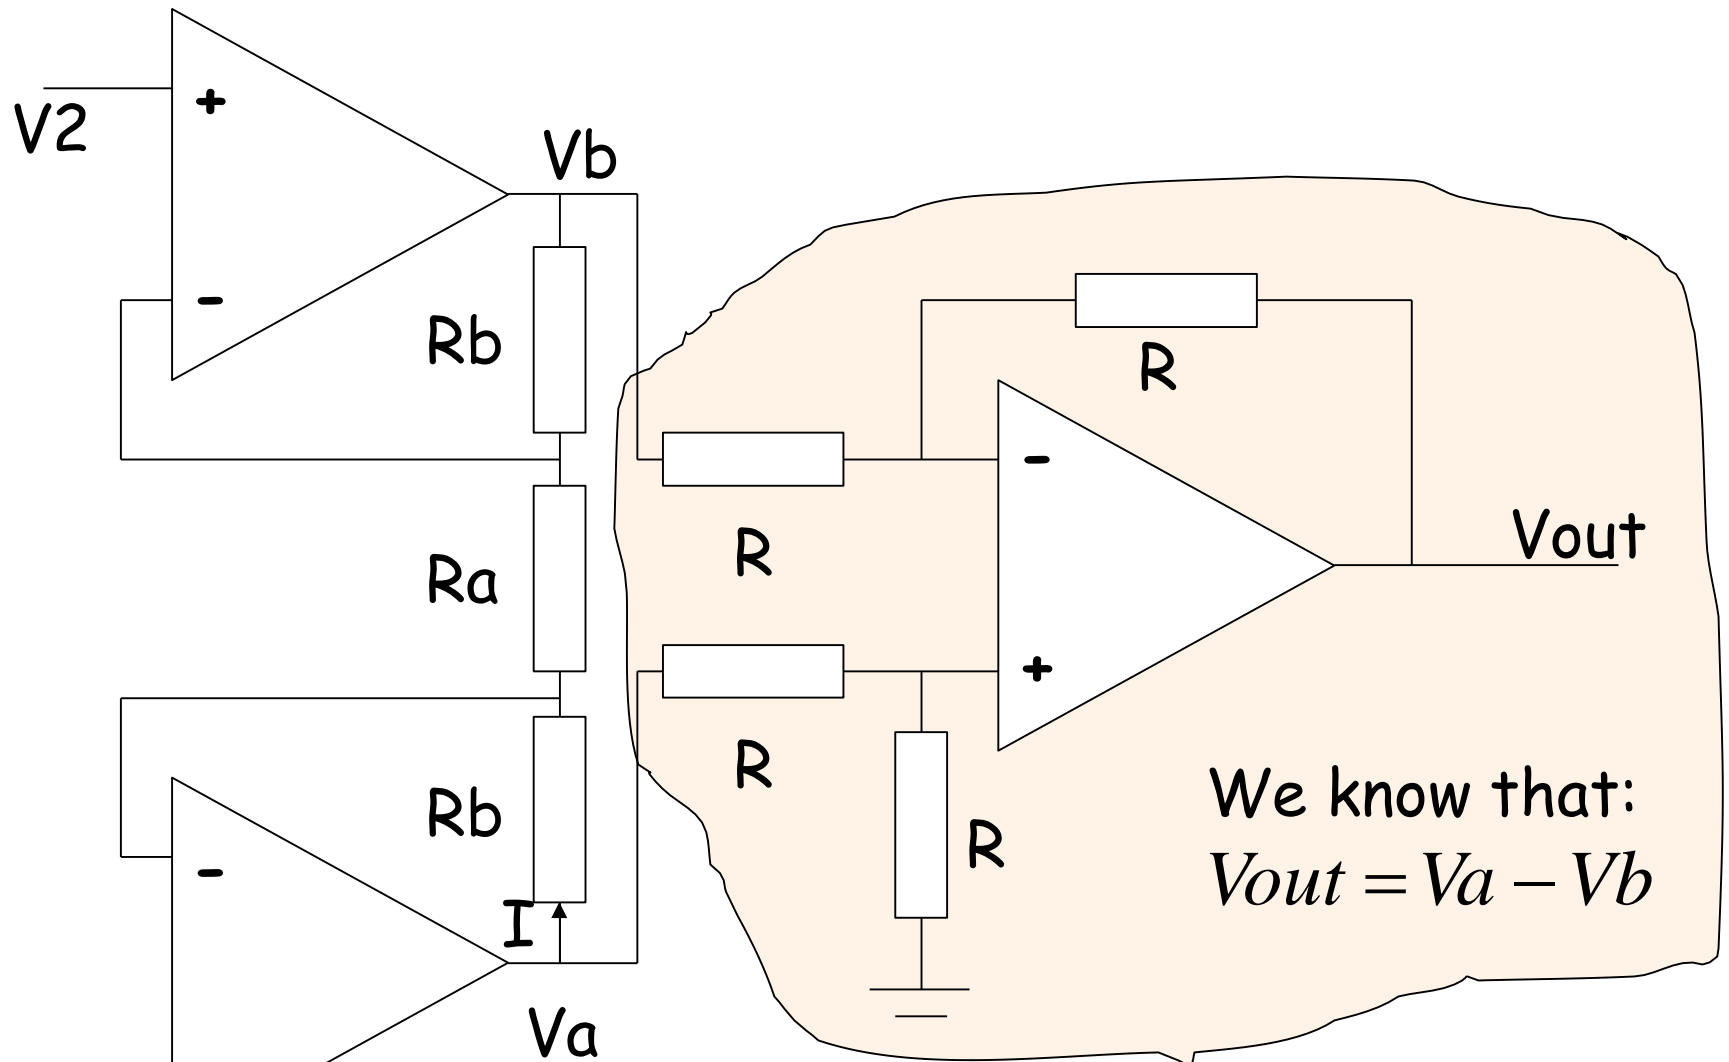 +
V2
Vb
-
Rb
R
-
Vout
R
Ra
+
R
We know that:
Rb
R
-
Vout = Va − Vb
I
Va